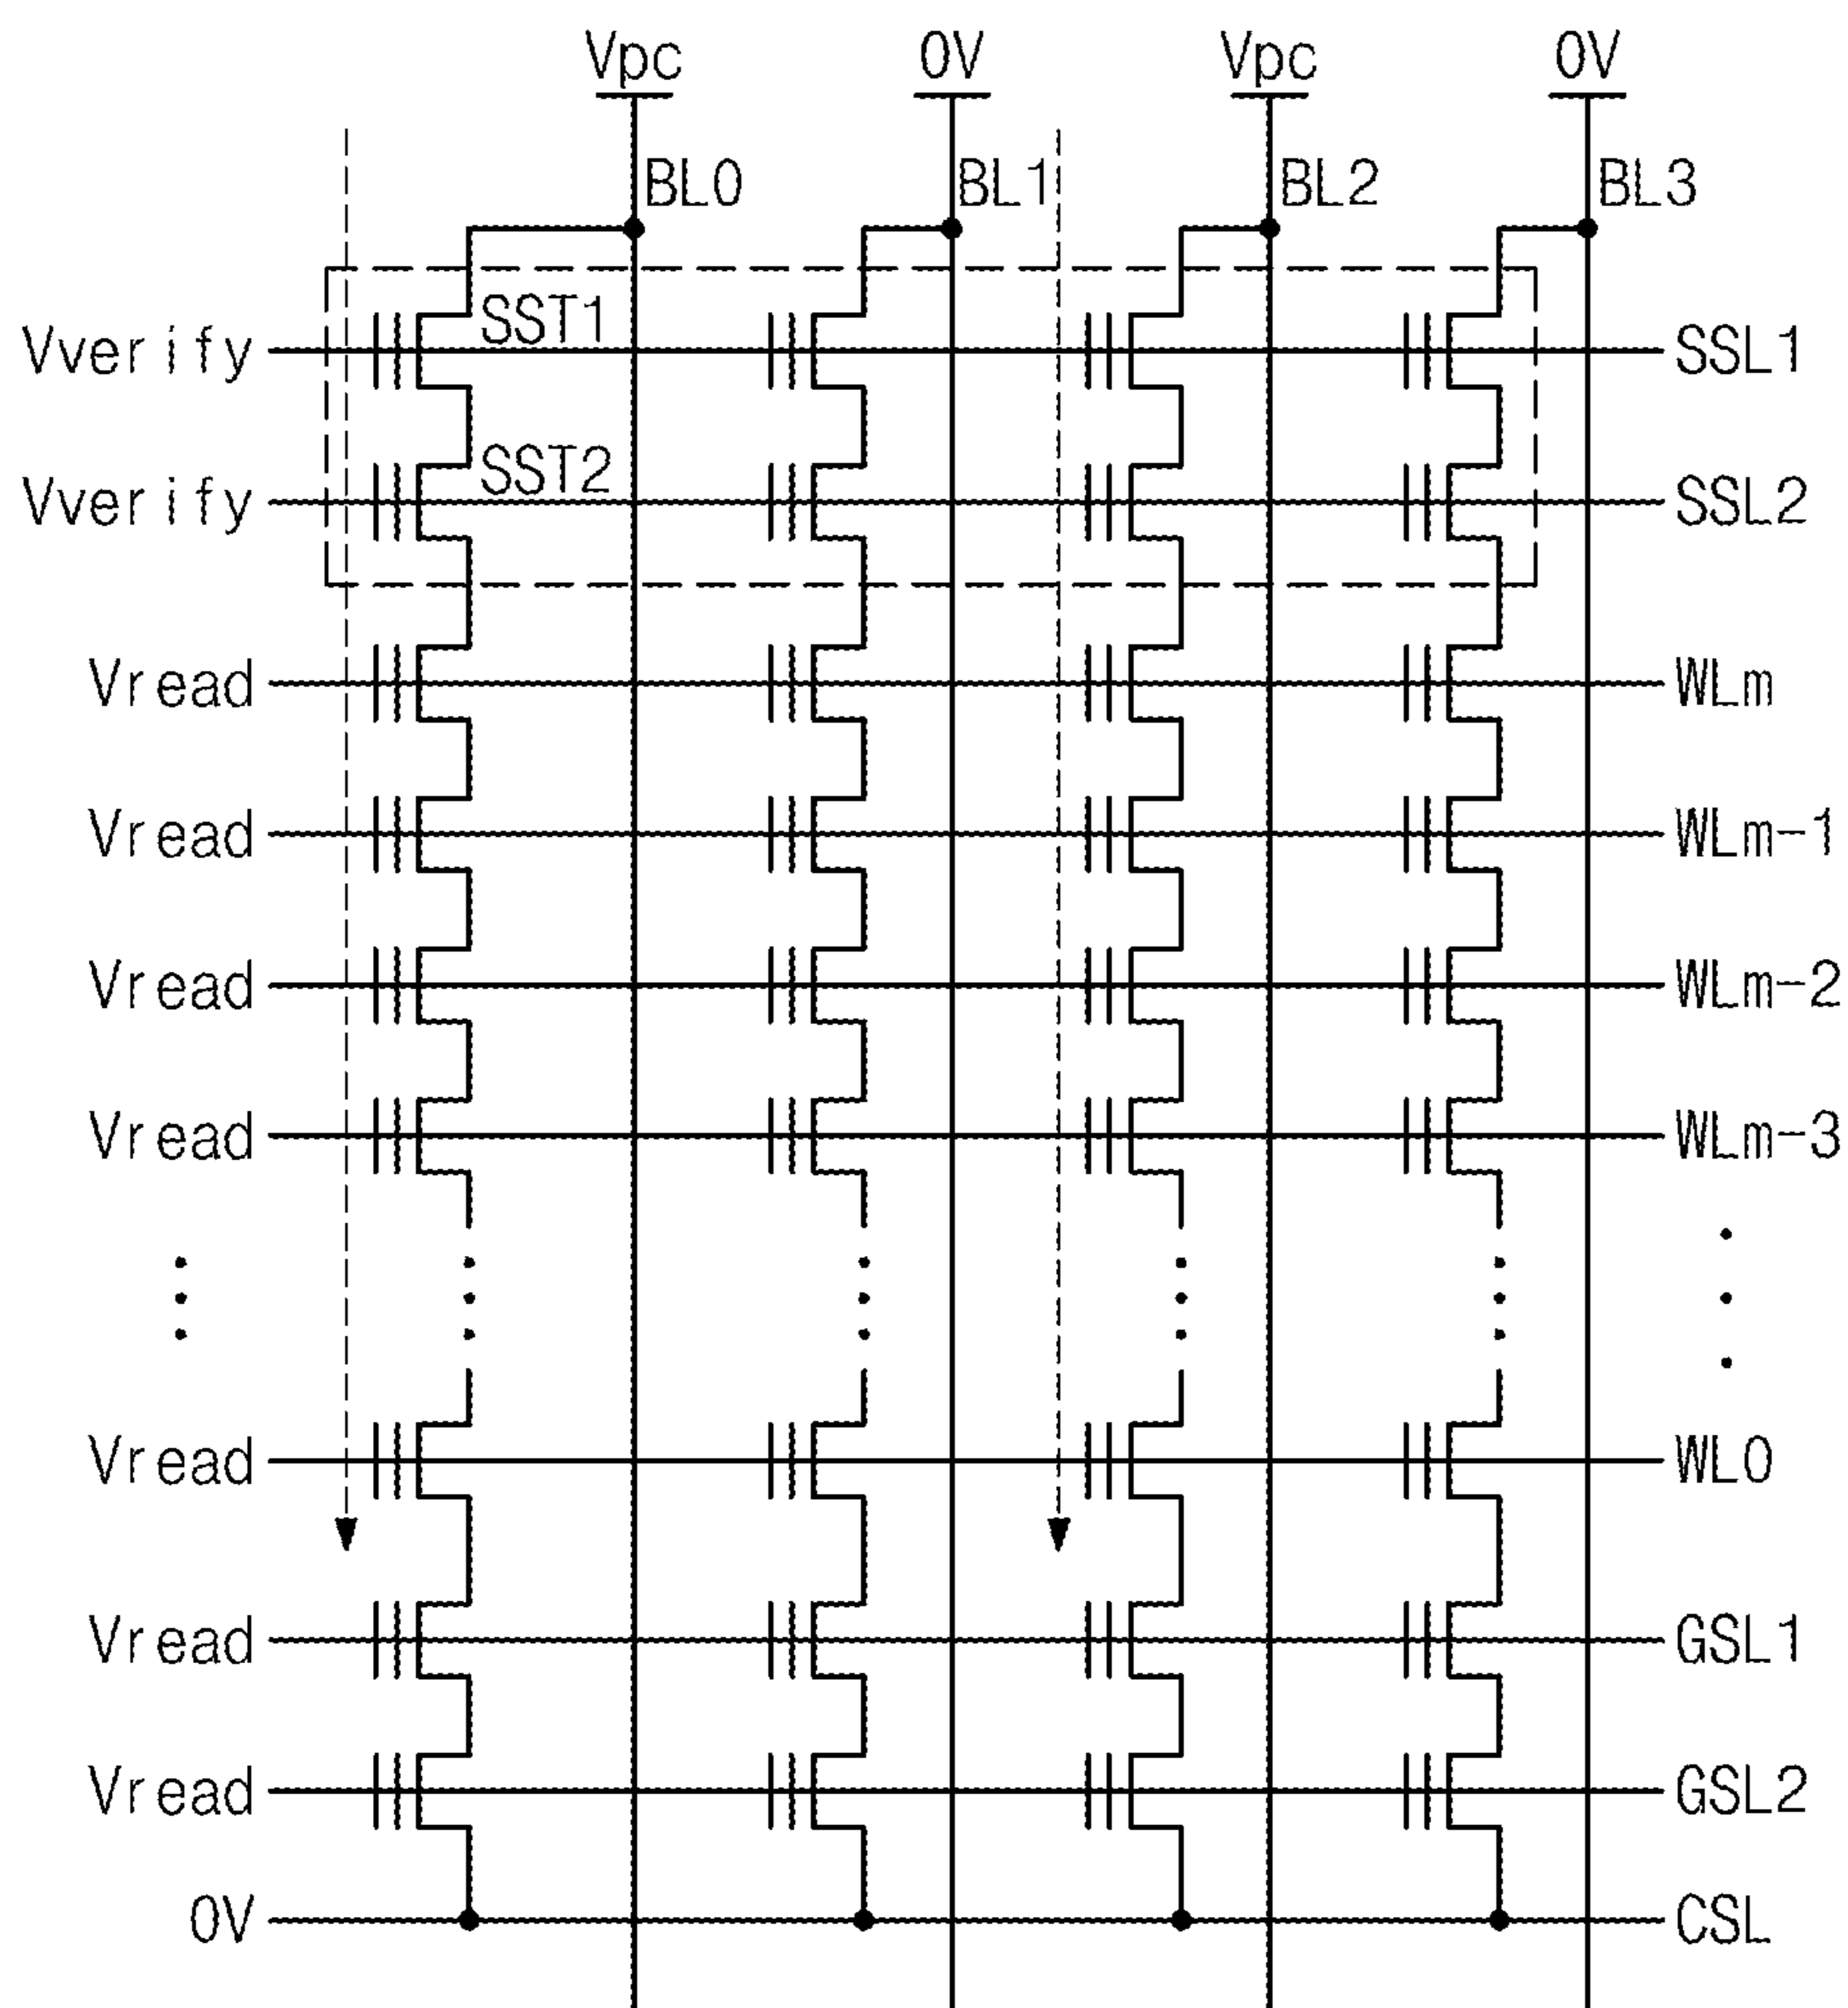 Vpc 0V Vpc 0V
BL0 BL1 BL2 BL3
SST1
Vverify SSL1
SST2
Vverify SSL2
Vread WLm
Vread WLm-1
Vread WLm-2
Vread WLm-3
Vread WL0
Vread GSL1
Vread GSL2
0V CSL